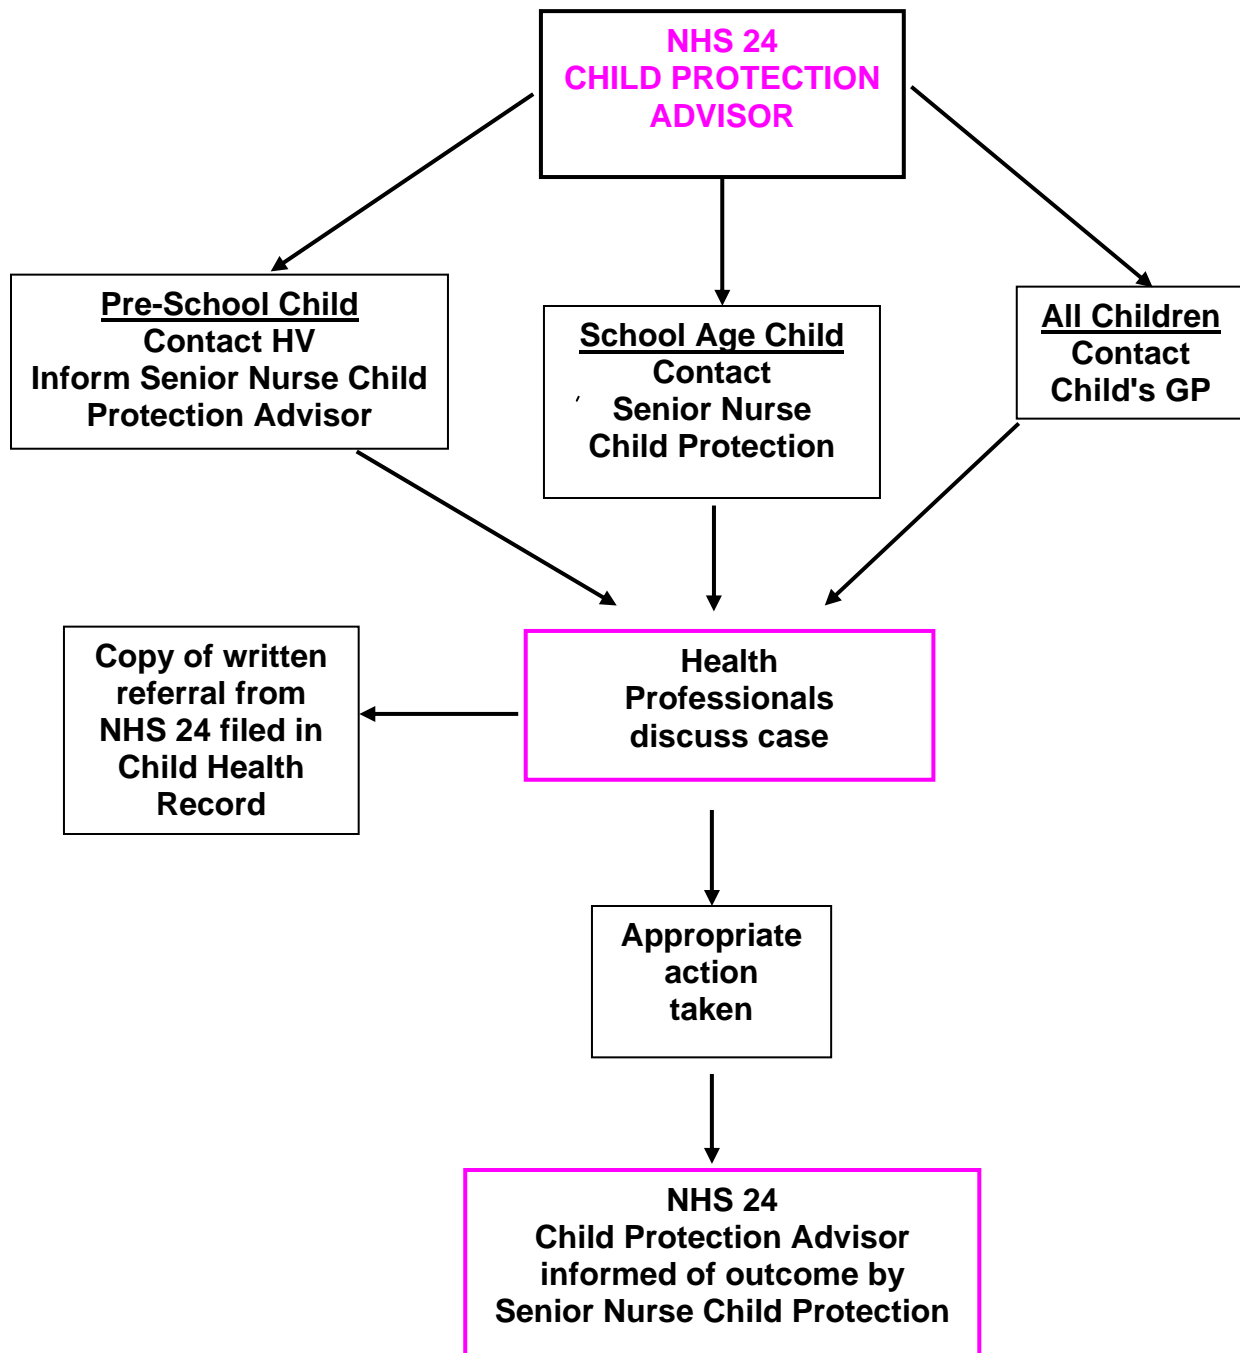 NHS 24
CHILD PROTECTION
ADVISOR
Pre-School Child
Contact HV
Inform Senior Nurse Child
Protection Advisor
School Age Child
Contact
Senior Nurse
Child Protection
All Children
Contact
Child's GP
Copy of written
referral from
NHS 24 filed in
Child Health
Record
Health
Professionals
discuss case
Appropriate
action
taken
NHS 24
Child Protection Advisor
informed of outcome by
Senior Nurse Child Protection